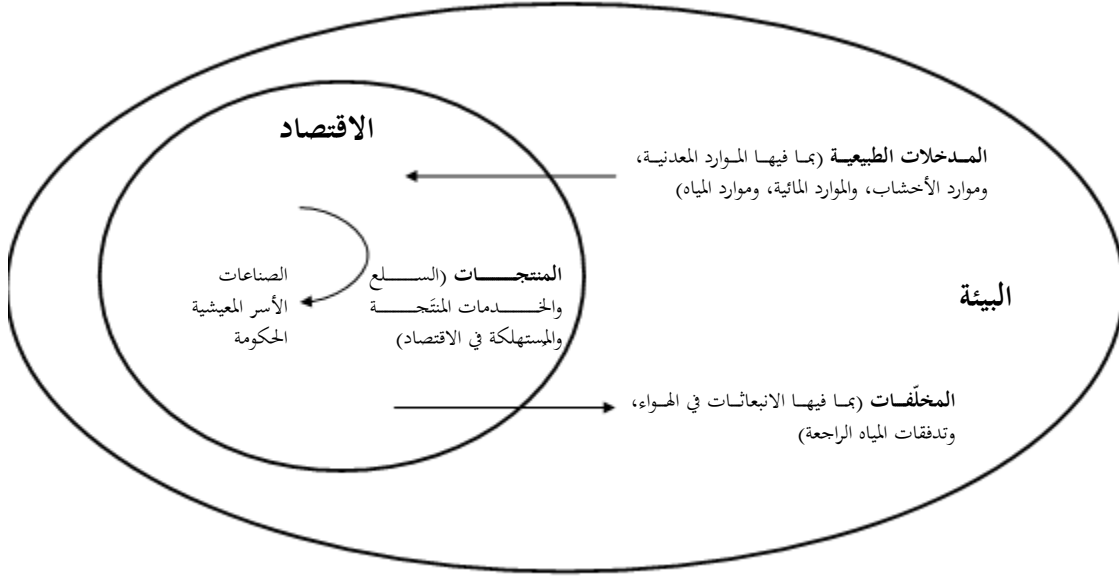 الاقتصاد
المدخلات الطبيعية (بما فيها الموارد المعدنية،
وموارد الأخشاب، والموارد المائية، وموارد المياه)
المنتجات (السلع
والخدمات المنتَجة
والمستهلكة في الاقتصاد)
الصناعات
الأسر المعيشية
الحكومة
البيئة
المخلّفات (بما فيها الانبعاثات في الهواء،
وتدفقات المياه الراجعة)